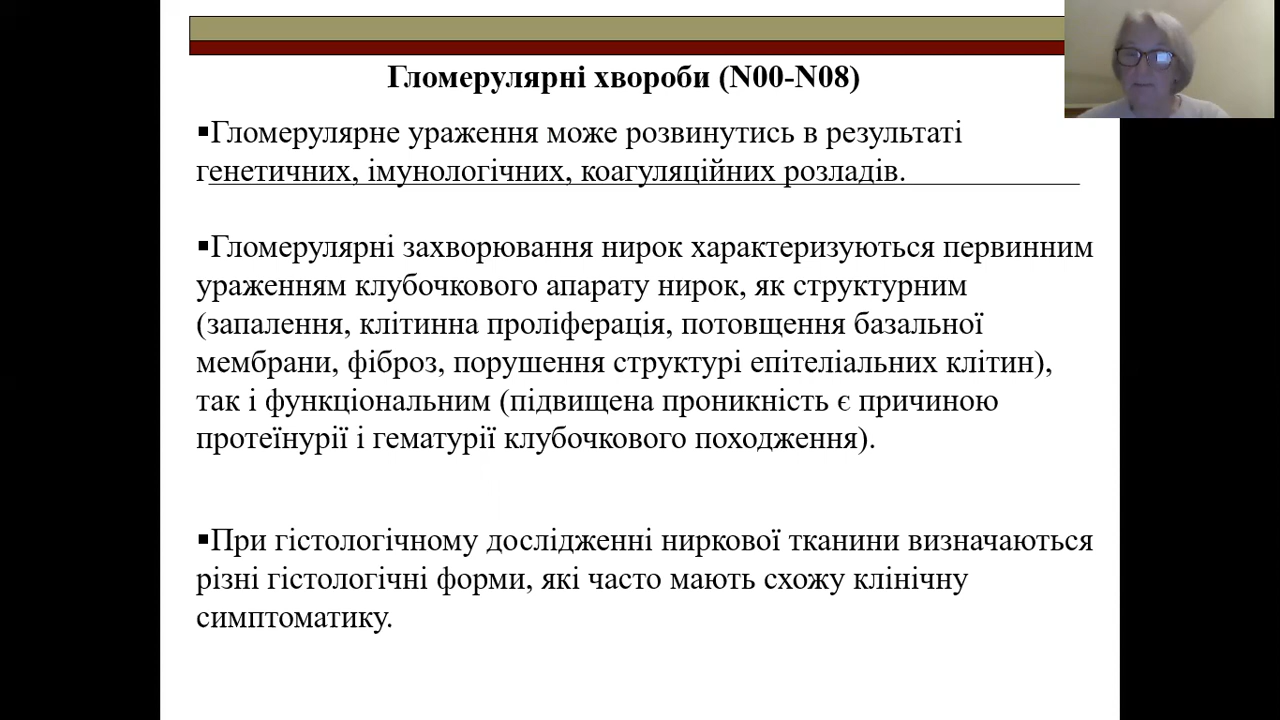 Гломерулярні хвороби (N00-N08)
▪Гломерулярне ураження може розвинутись в результаті
генетичних, імунологічних, коагуляційних розладів.
▪Гломерулярні захворювання нирок характеризуються первинним
ураженням клубочкового апарату нирок, як структурним
(запалення, клітинна проліферація, потовщення базальної
мембрани, фіброз, порушення структурі епітеліальних клітин),
так і функціональним (підвищена проникність є причиною
протеїнурії і гематурії клубочкового походження).
▪При гістологічному дослідженні ниркової тканини визначаються
різні гістологічні форми, які часто мають схожу клінічну
симптоматику.